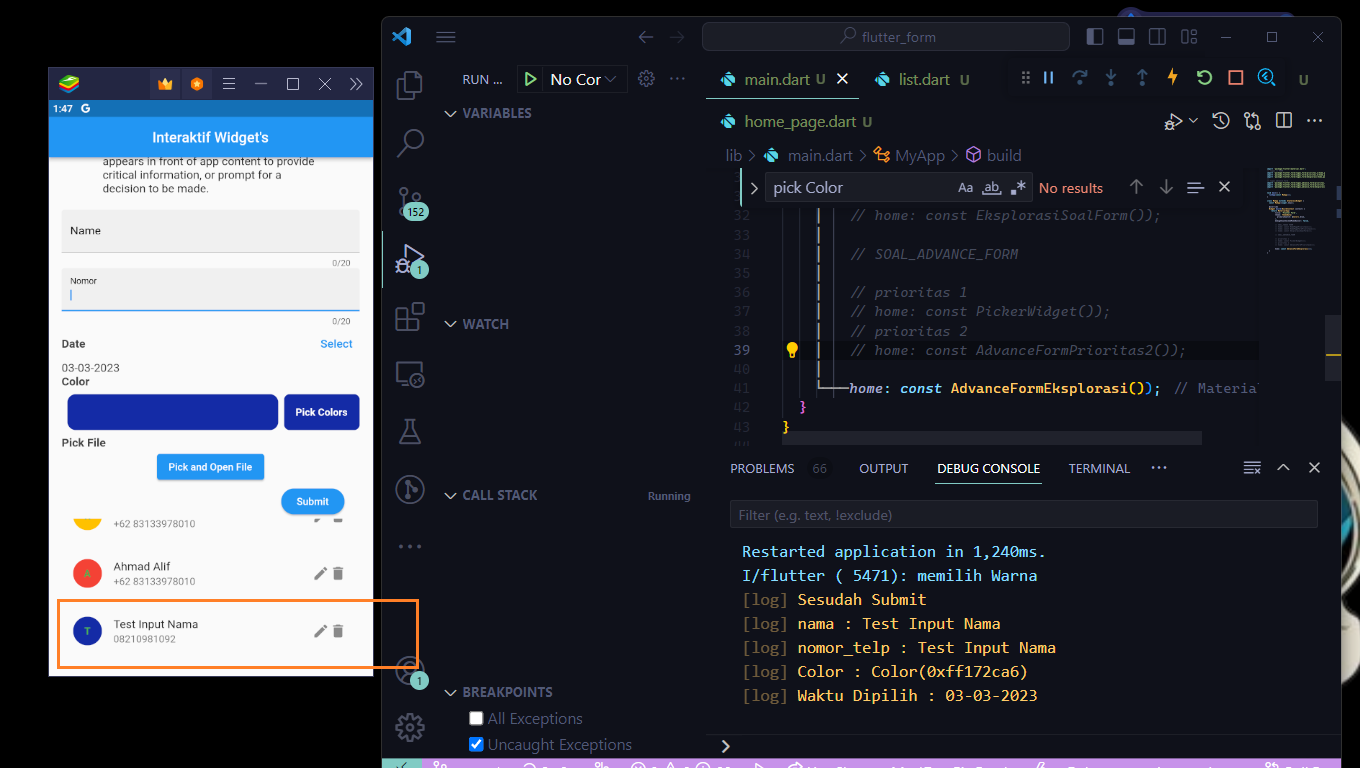 flutter_form
1:47 G
Interaktif Widget's
appears in front of app content to provide
critical information, or prompt for a
decision to be made.
Name
0/20
Nomor
0/20
Date
Select
03-03-2023
Color
Pick Colors
Pick File
Pick and Open File
Submit
+62 83133978010
A
Ahmad Alif
+62 83133978010
T
Test Input Nama
08210981092
152
1
1
RUN ...
No Cor
VARIABLES
WATCH
CALL STACK
Running
BREAKPOINTS
All Exceptions
Uncaught Exceptions
main.dart U
list.dart U
U
home_page.dart U
lib > main.dart > MyApp > build
pick Color
Aa ab .*
No results
32 // home: const EksplorasiSoalForm());
33
34 // SOAL_ADVANCE_FORM
35
36 // prioritas 1
37 // home: const PickerWidget());
38 // prioritas 2
39 // home: const AdvanceFormPrioritas2());
40
41 home: const AdvanceFormEksplorasi()); // Material
42 }
43 }
PROBLEMS 66 OUTPUT DEBUG CONSOLE TERMINAL
Filter (e.g. text, !exclude)
Restarted application in 1,240ms.
I/flutter ( 5471): memilih Warna
[log] Sesudah Submit
[log] nama : Test Input Nama
[log] nomor_telp : Test Input Nama
[log] Color : Color(0xff172ca6)
[log] Waktu Dipilih : 03-03-2023